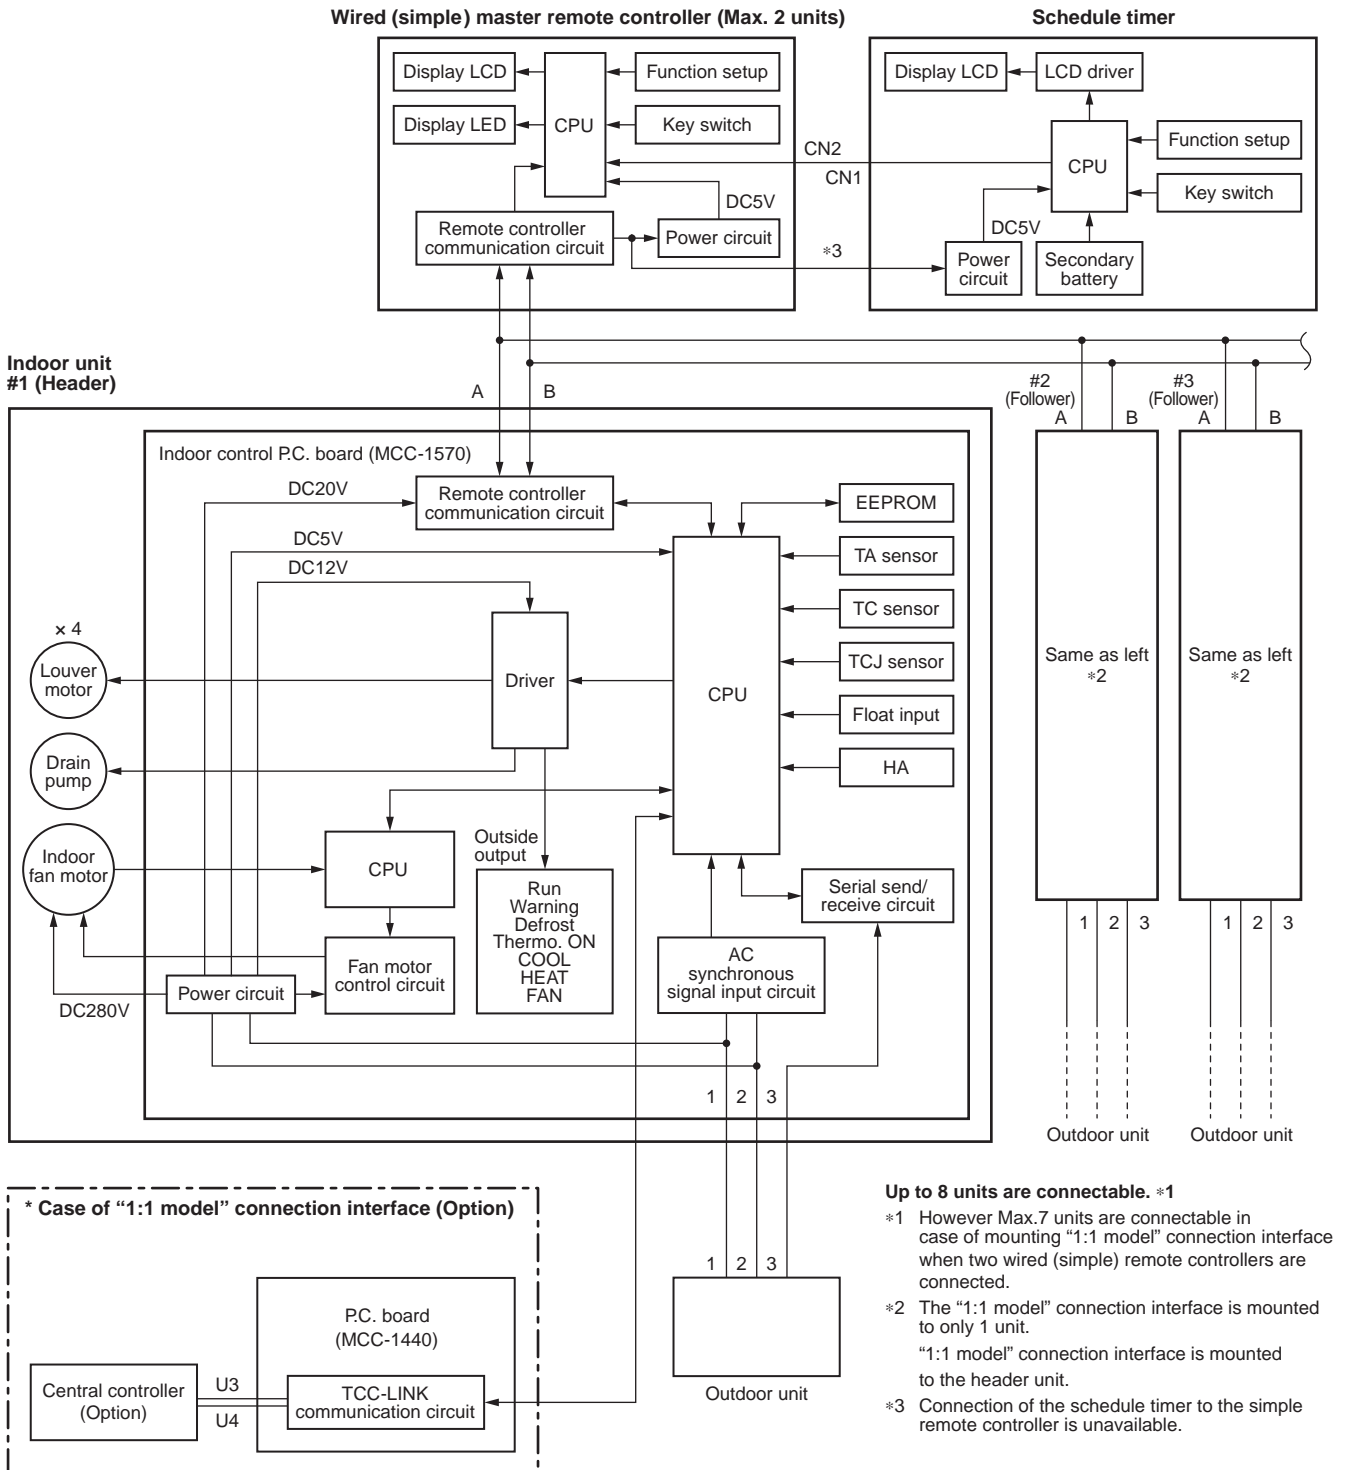 Wired (simple) master remote controller (Max. 2 units)
Schedule timer
Display LCD
Function setup
Display LED
CPU
Key switch
DC5V
Remote controller
communication circuit
Power circuit
Display LCD
LCD driver
CPU
Function setup
Key switch
DC5V
Power
circuit
Secondary
battery
CN2
CN1
∗3
Indoor unit
#1 (Header)
A
B
#2
(Follower)
A
B
#3
(Follower)
A
B
Indoor control P.C. board (MCC-1570)
DC20V
Remote controller
communication circuit
DC5V
DC12V
EEPROM
TA sensor
TC sensor
TCJ sensor
Float input
HA
× 4
Louver
motor
Driver
CPU
Drain
pump
Indoor
fan motor
CPU
Outside
output
Run
Warning
Defrost
Thermo. ON
COOL
HEAT
FAN
Serial send/
receive circuit
AC
synchronous
signal input circuit
Fan motor
control circuit
Power circuit
DC280V
1
2
3
Same as left
∗2
Same as left
∗2
1
2
3
1
2
3
Outdoor unit
Outdoor unit
* Case of “1:1 model” connection interface (Option)
P.C. board
(MCC-1440)
Central controller
(Option)
U3
U4
TCC-LINK
communication circuit
1
2
3
Outdoor unit
Up to 8 units are connectable. ∗1
∗1 However Max.7 units are connectable in
case of mounting “1:1 model” connection interface
when two wired (simple) remote controllers are
connected.
∗2 The “1:1 model” connection interface is mounted
to only 1 unit.
“1:1 model” connection interface is mounted
to the header unit.
∗3 Connection of the schedule timer to the simple
remote controller is unavailable.